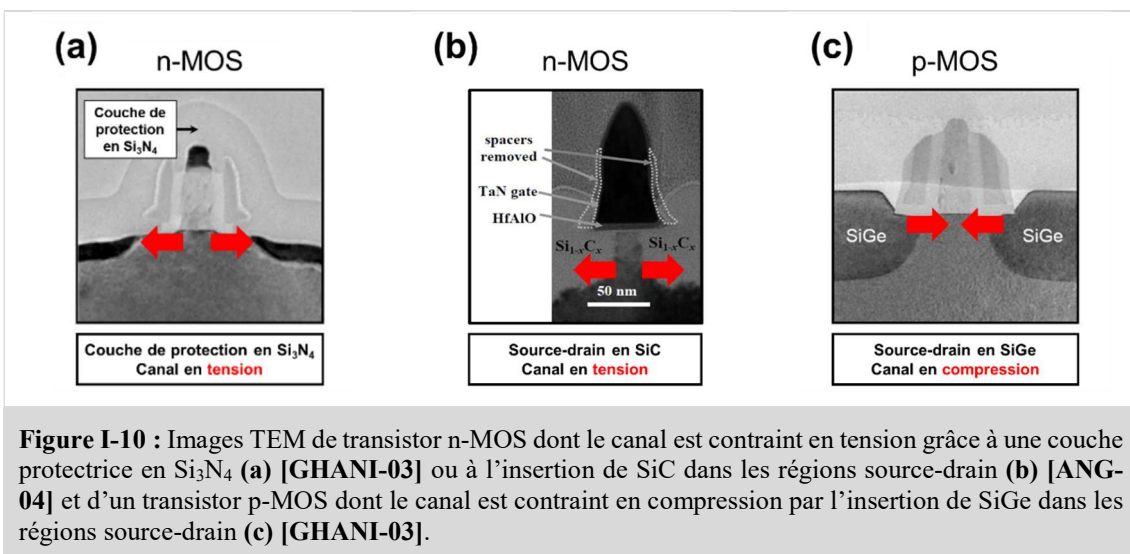 (a)
n-MOS
Couche de
protection
en Si₃N₄
Couche de protection en Si₃N₄
Canal en tension
(b)
n-MOS
spacers
removed
TaN gate
HfAlO
Si₁₋ₓCₓ
Si₁₋ₓCₓ
50 nm
Source-drain en SiC
Canal en tension
(c)
p-MOS
SiGe
SiGe
Source-drain en SiGe
Canal en compression
Figure I-10 : Images TEM de transistor n-MOS dont le canal est contraint en tension grâce à une couche
protectrice en Si₃N₄ (a) [GHANI-03] ou à l’insertion de SiC dans les régions source-drain (b) [ANG-
04] et d’un transistor p-MOS dont le canal est contraint en compression par l’insertion de SiGe dans les
régions source-drain (c) [GHANI-03].